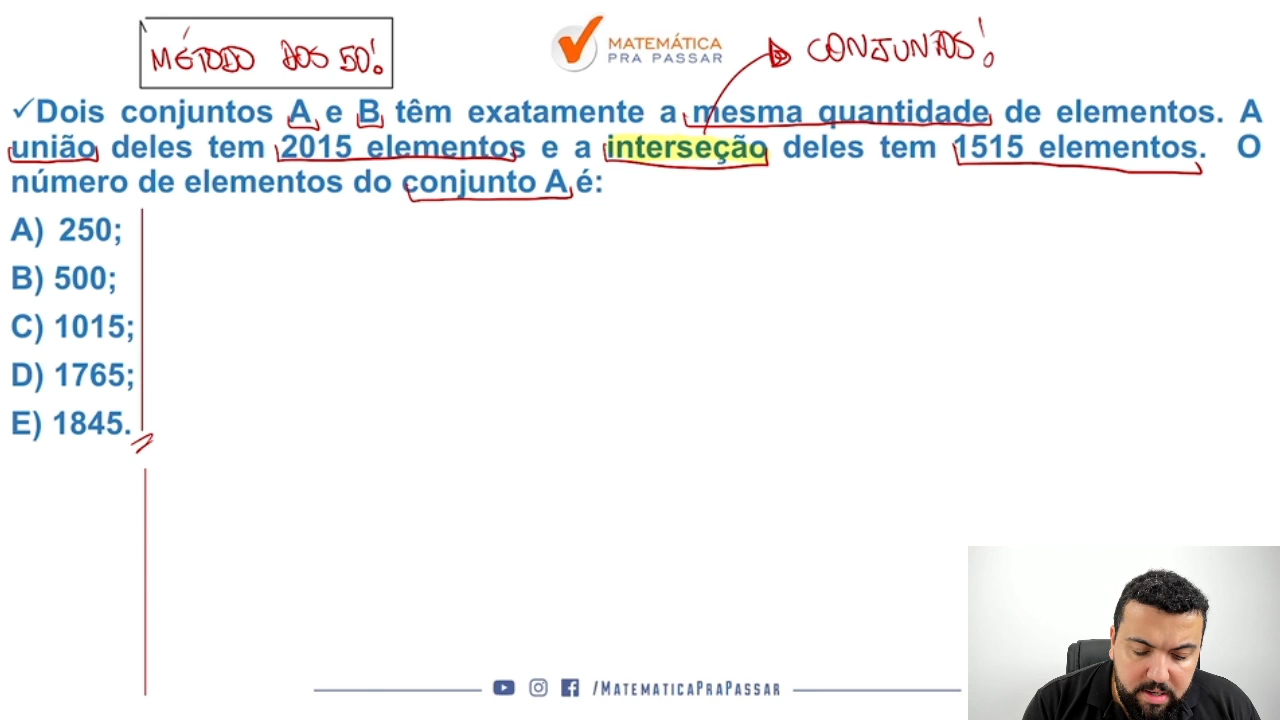 MÉTODO DOS 50!
MATEMÁTICA
PRA PASSAR
CONJUNTOS!
✓Dois conjuntos A e B têm exatamente a mesma quantidade de elementos. A
união deles tem 2015 elementos e a interseção deles tem 1515 elementos. O
número de elementos do conjunto A é:
A) 250;
B) 500;
C) 1015;
D) 1765;
E) 1845.
/MATEMATICAPRAPASSAR